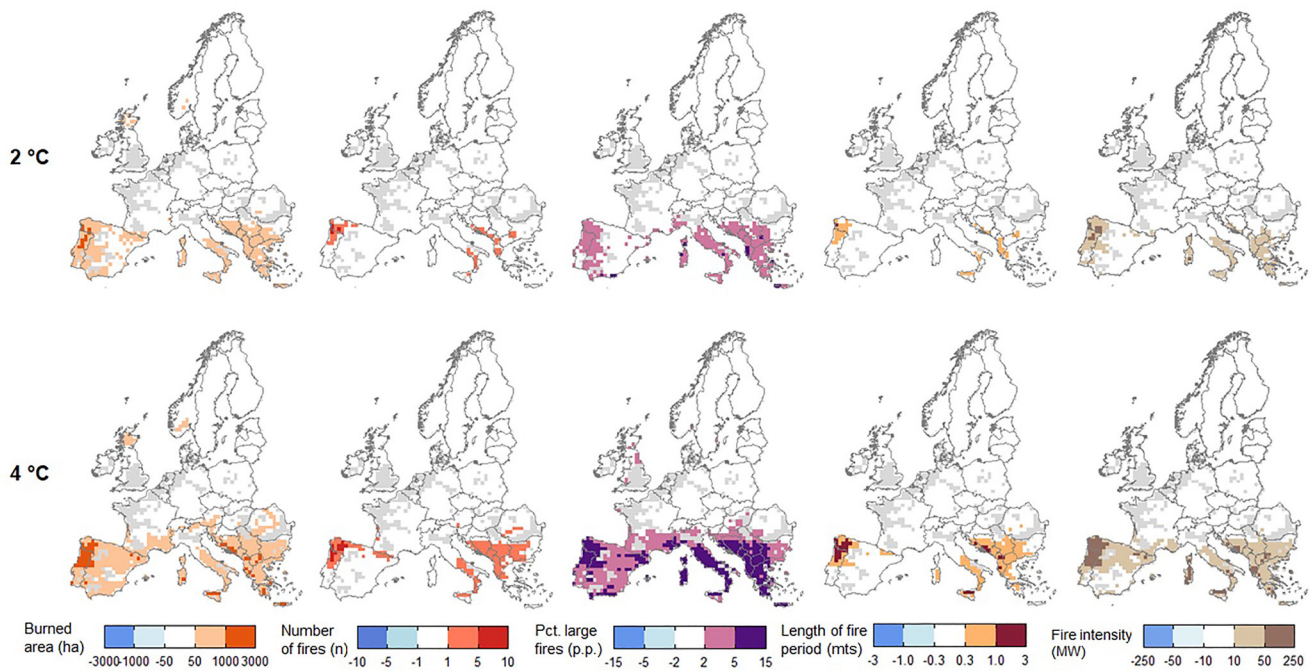 2 °C
4 °C
Burned
area (ha)
-3000 -1000 -50 50 1000 3000
Number
of fires (n)
-10 -5 -1 1 5 10
Pct. large
fires (p.p.)
-15 -5 -2 2 5 15
Length of fire
period (mts)
-3 -1.0 -0.3 0.3 1.0 3
Fire intensity
(MW)
-250 -50 -10 10 50 250